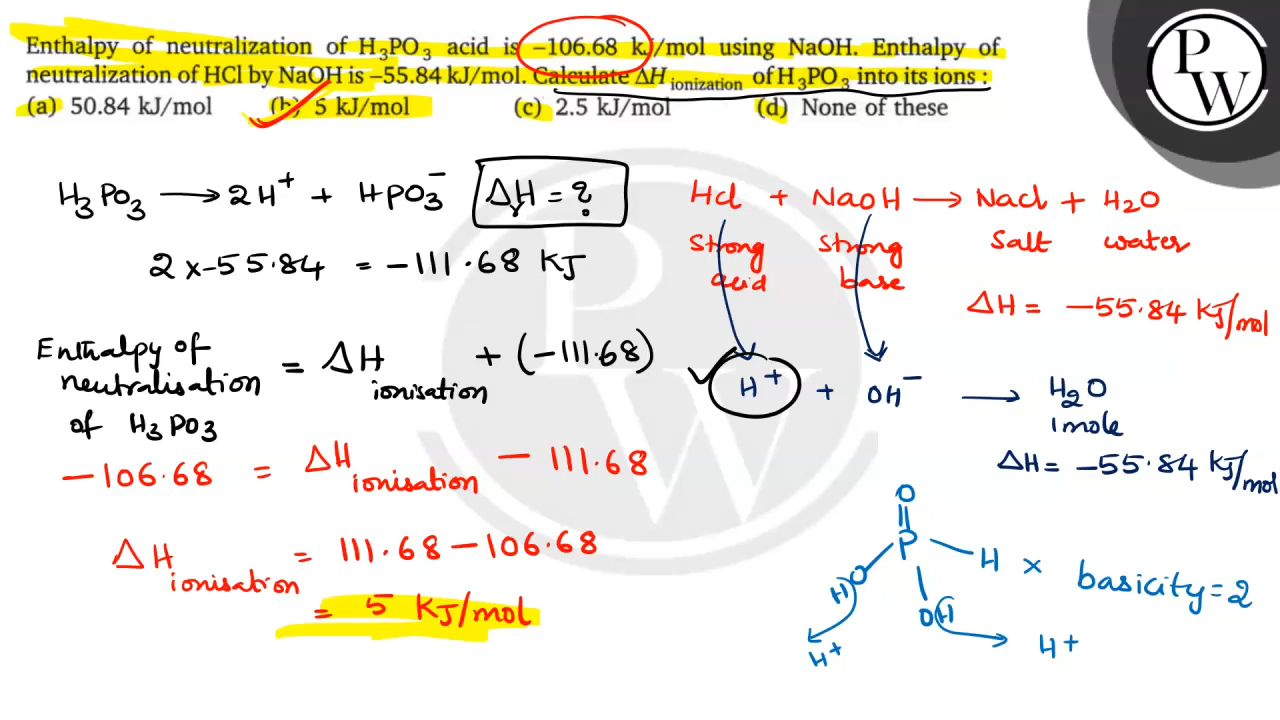 Enthalpy of neutralization of H₃PO₃ acid is –106.68 kJ/mol using NaOH. Enthalpy of
neutralization of HCl by NaOH is –55.84 kJ/mol. Calculate ΔH ionization of H₃PO₃ into its ions :
(a) 50.84 kJ/mol (b) 5 kJ/mol (c) 2.5 kJ/mol (d) None of these
P
W
H₃PO₃ ⟶ 2H⁺ + HPO₃⁻ ΔHᵣ = ?
2 x -55.84 = -111.68 KJ
Enthalpy of
neutralisation = ΔH ionisation + (-111.68)
of H₃PO₃
-106.68 = ΔH ionisation - 111.68
ΔH ionisation = 111.68 - 106.68
= 5 KJ/mol
HCl + NaOH ⟶ NaCl + H₂O
Strong acid
Strong base
Salt
water
ΔH = -55.84 KJ/mol
H⁺ + OH⁻ ⟶ H₂O
1 mole
ΔH = -55.84 KJ/mol
O
P
H x
basicity = 2
H O
OH
H⁺
H⁺
PW